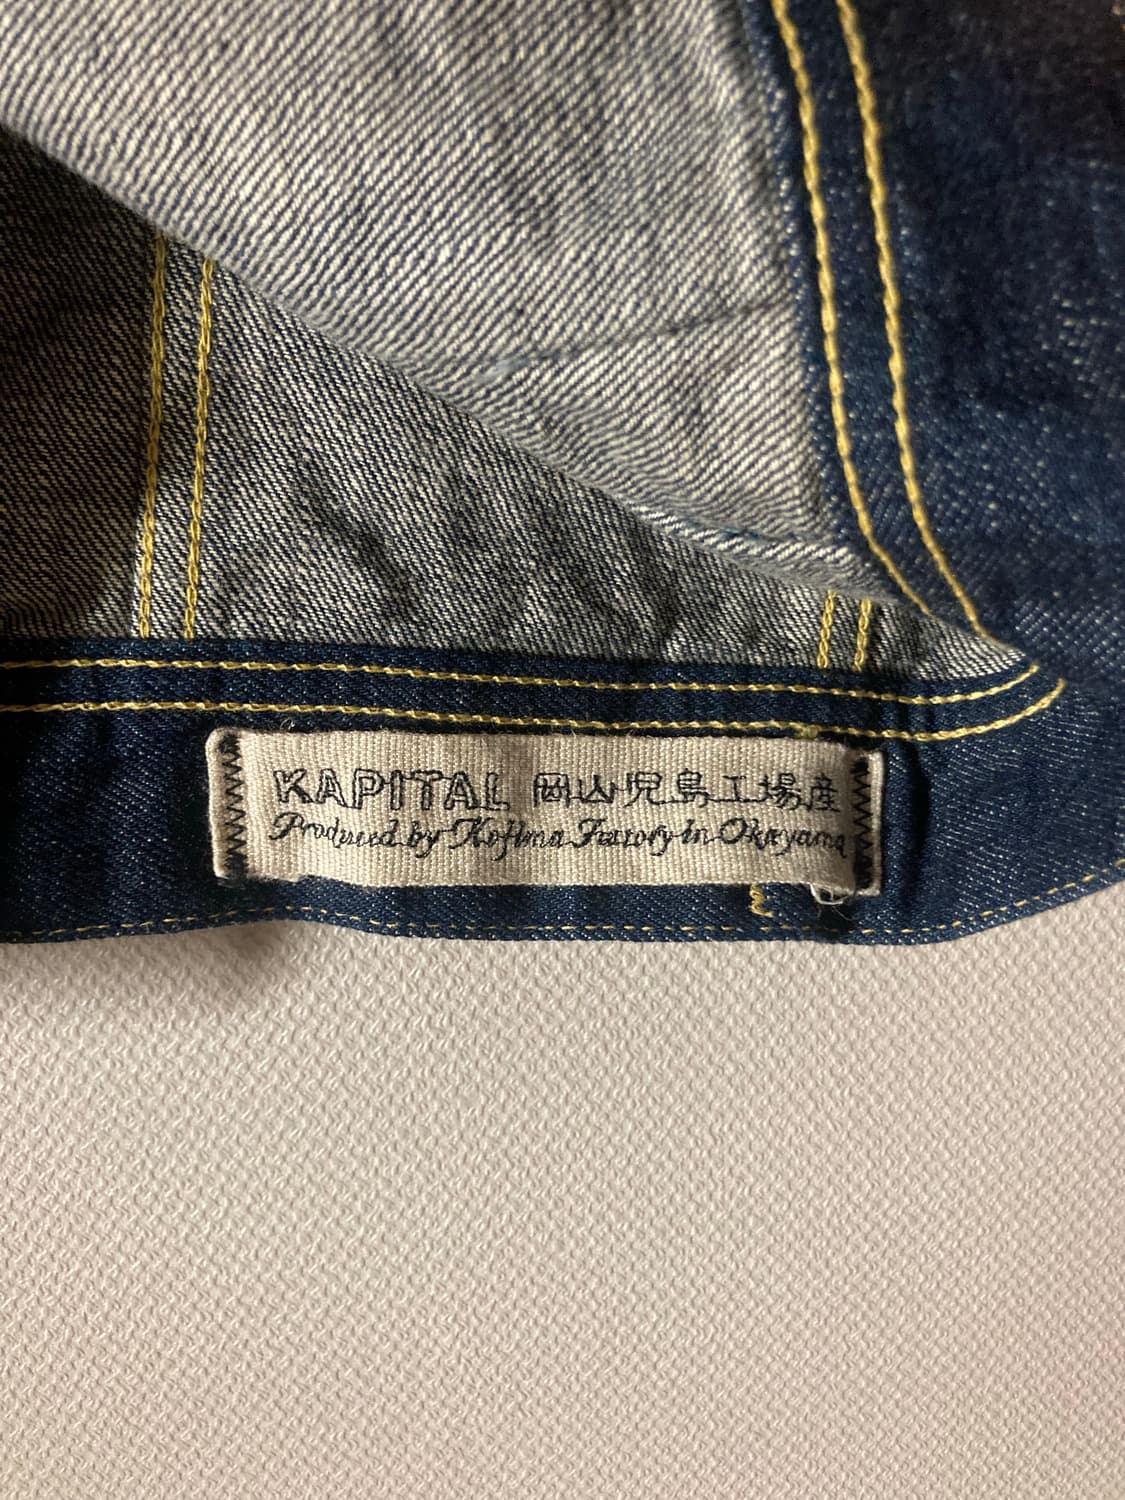 KAPITAL 岡山児島工場産
Produced by Kojima Factory in Okayama